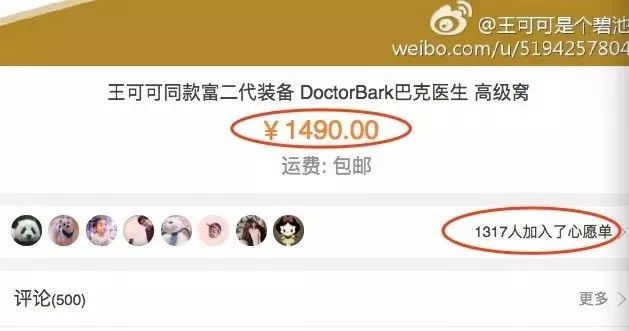 @王可可是个碧池
weibo.com/u/5194257804
王可可同款富二代装备 DoctorBark巴克医生 高级窝
￥1490.00
运费: 包邮
1317人加入了心愿单
评论(500)
更多